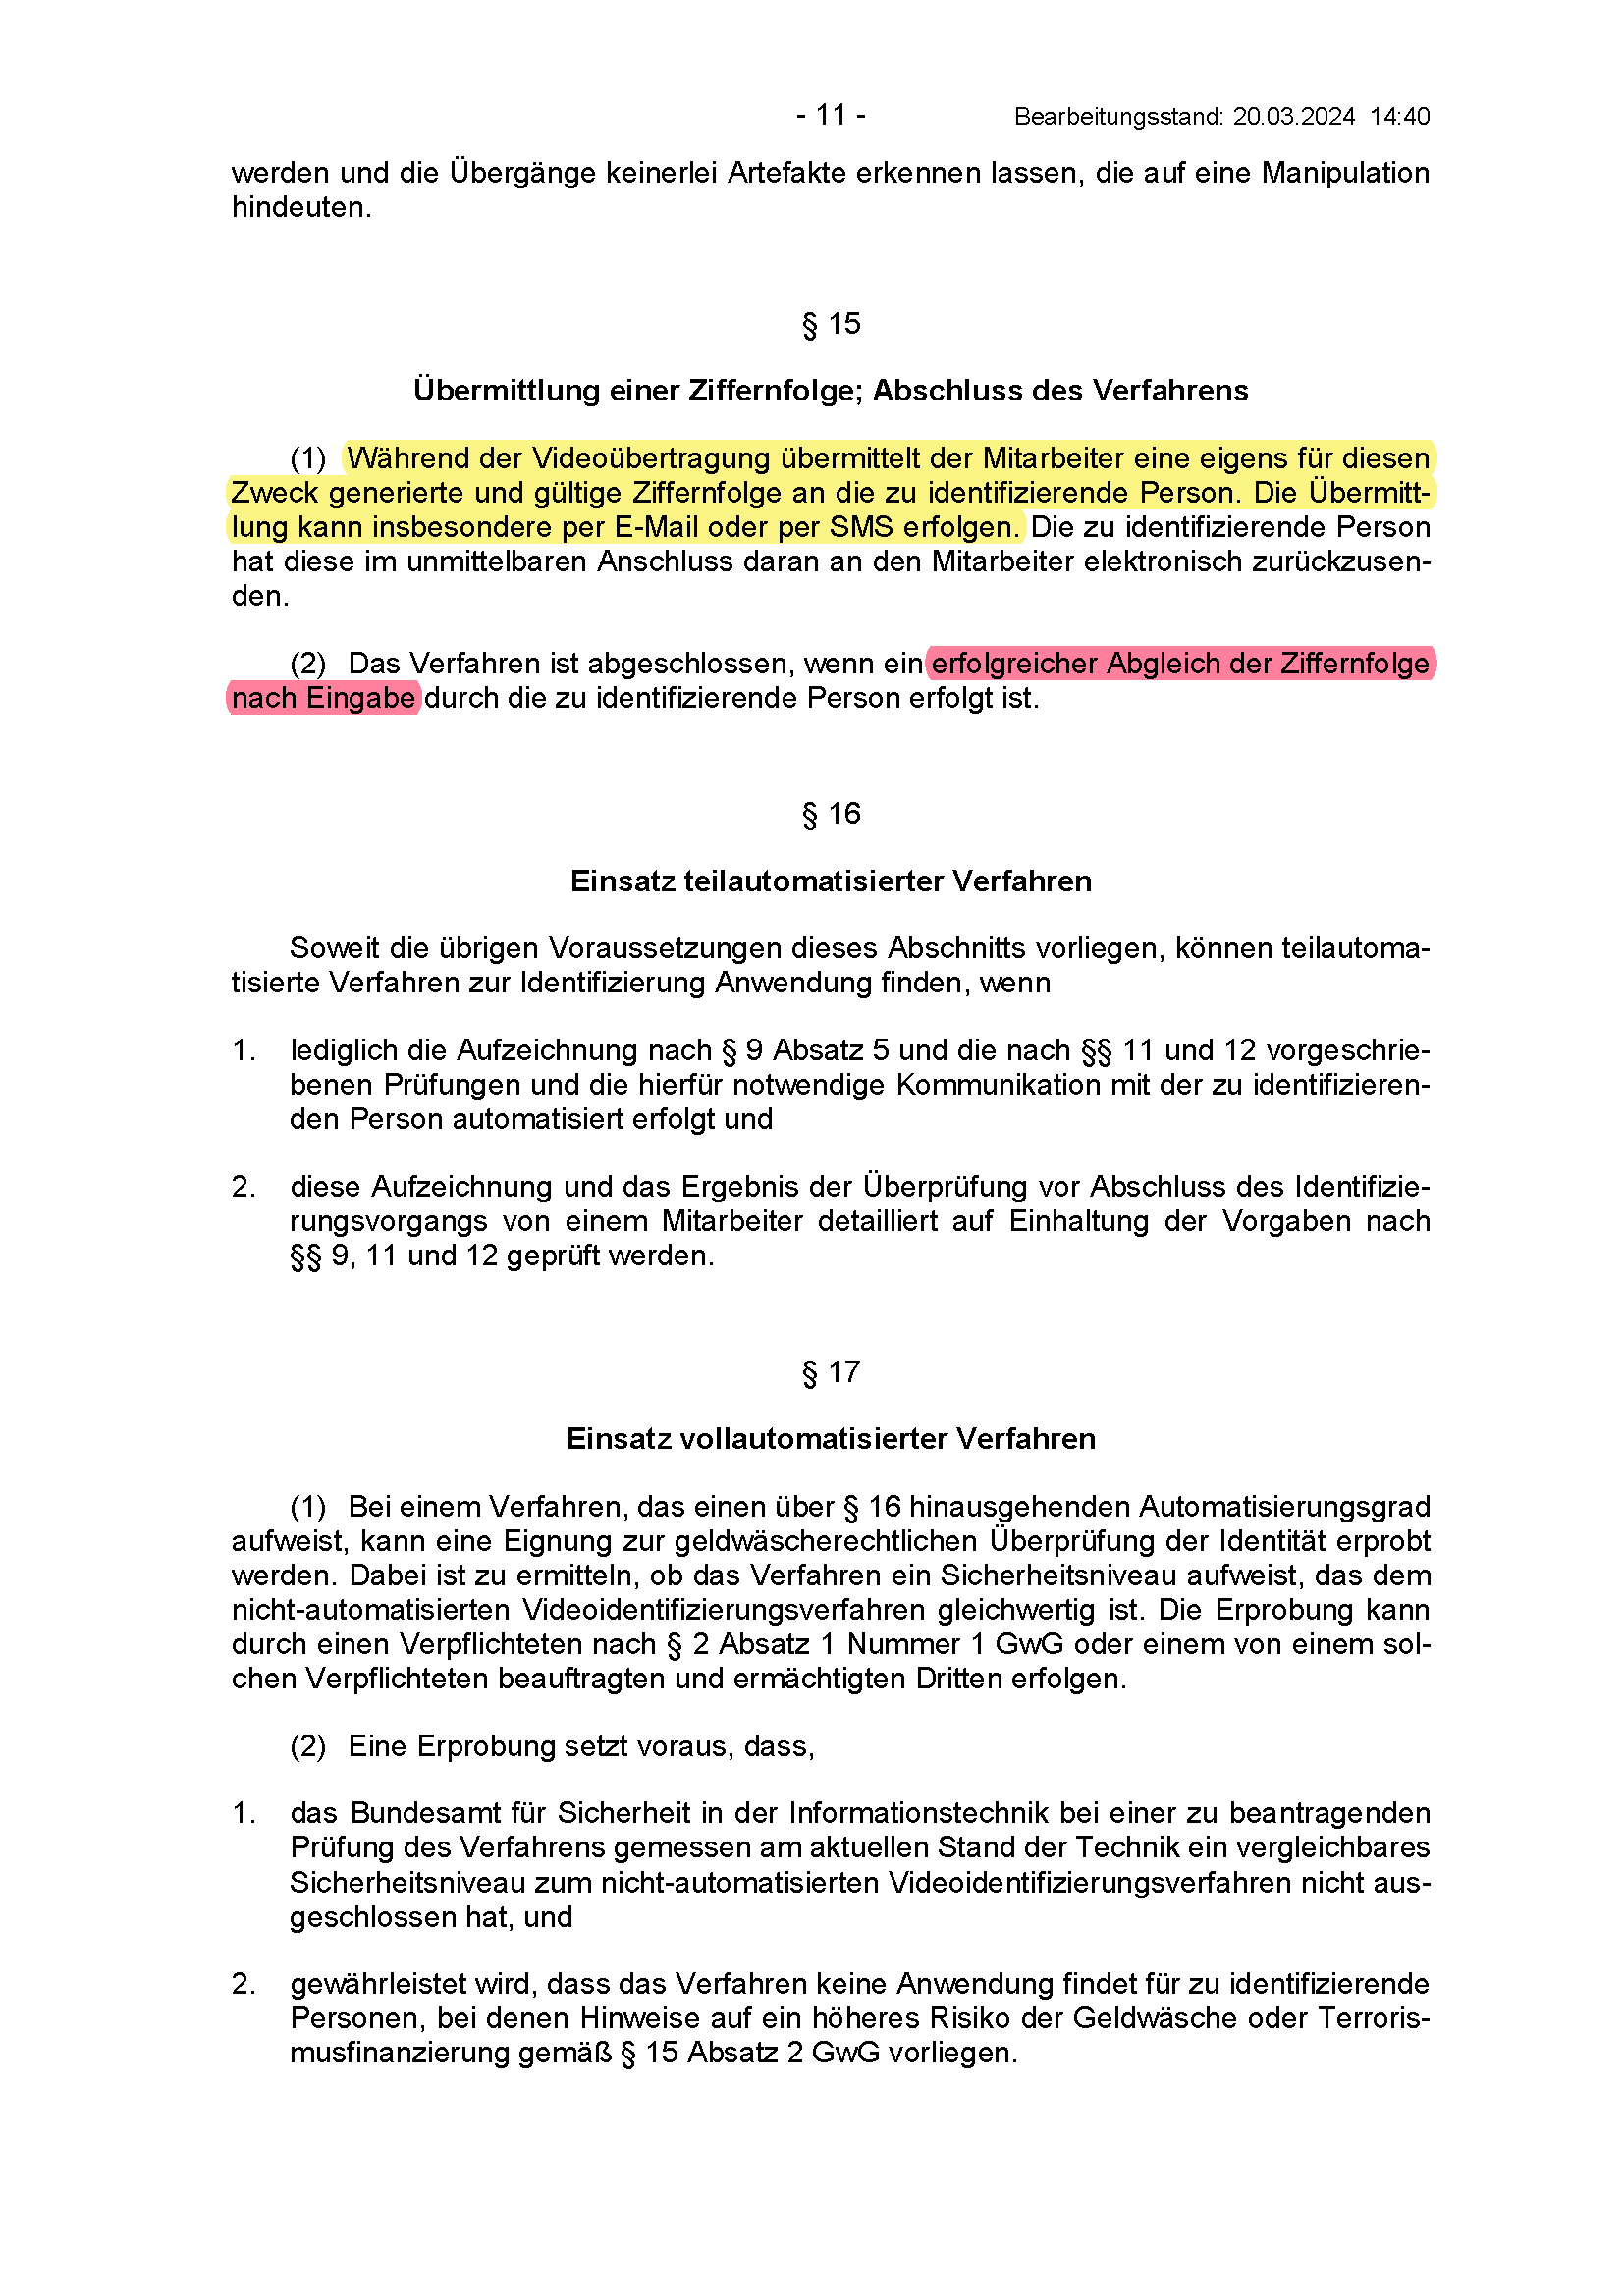 - 11 - Bearbeitungsstand: 20.03.2024 14:40
werden und die Übergänge keinerlei Artefakte erkennen lassen, die auf eine Manipulation
hindeuten.
§ 15
Übermittlung einer Ziffernfolge; Abschluss des Verfahrens
(1) Während der Videoübertragung übermittelt der Mitarbeiter eine eigens für diesen
Zweck generierte und gültige Ziffernfolge an die zu identifizierende Person. Die Übermitt-
lung kann insbesondere per E-Mail oder per SMS erfolgen. Die zu identifizierende Person
hat diese im unmittelbaren Anschluss daran an den Mitarbeiter elektronisch zurückzusen-
den.
(2) Das Verfahren ist abgeschlossen, wenn ein erfolgreicher Abgleich der Ziffernfolge
nach Eingabe durch die zu identifizierende Person erfolgt ist.
§ 16
Einsatz teilautomatisierter Verfahren
Soweit die übrigen Voraussetzungen dieses Abschnitts vorliegen, können teilautoma-
tisierte Verfahren zur Identifizierung Anwendung finden, wenn
1. lediglich die Aufzeichnung nach § 9 Absatz 5 und die nach §§ 11 und 12 vorgeschrie-
benen Prüfungen und die hierfür notwendige Kommunikation mit der zu identifizieren-
den Person automatisiert erfolgt und
2. diese Aufzeichnung und das Ergebnis der Überprüfung vor Abschluss des Identifizie-
rungsvorgangs von einem Mitarbeiter detailliert auf Einhaltung der Vorgaben nach
§§ 9, 11 und 12 geprüft werden.
§ 17
Einsatz vollautomatisierter Verfahren
(1) Bei einem Verfahren, das einen über § 16 hinausgehenden Automatisierungsgrad
aufweist, kann eine Eignung zur geldwäscherechtlichen Überprüfung der Identität erprobt
werden. Dabei ist zu ermitteln, ob das Verfahren ein Sicherheitsniveau aufweist, das dem
nicht-automatisierten Videoidentifizierungsverfahren gleichwertig ist. Die Erprobung kann
durch einen Verpflichteten nach § 2 Absatz 1 Nummer 1 GwG oder einem von einem sol-
chen Verpflichteten beauftragten und ermächtigten Dritten erfolgen.
(2) Eine Erprobung setzt voraus, dass,
1. das Bundesamt für Sicherheit in der Informationstechnik bei einer zu beantragenden
Prüfung des Verfahrens gemessen am aktuellen Stand der Technik ein vergleichbares
Sicherheitsniveau zum nicht-automatisierten Videoidentifizierungsverfahren nicht aus-
geschlossen hat, und
2. gewährleistet wird, dass das Verfahren keine Anwendung findet für zu identifizierende
Personen, bei denen Hinweise auf ein höheres Risiko der Geldwäsche oder Terroris-
musfinanzierung gemäß § 15 Absatz 2 GwG vorliegen.